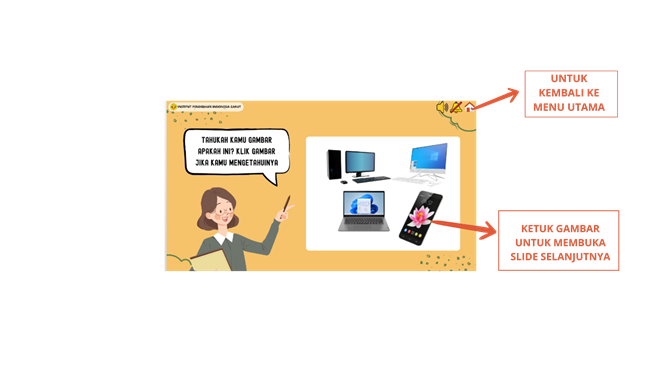 INSTITUT PENDIDIKAN INDONESIA GARUT
TAHUKAH KAMU GAMBAR
APAKAH INI? KLIK GAMBAR
JIKA KAMU MENGETAHUINYA
UNTUK
KEMBALI KE
MENU UTAMA
KETUK GAMBAR
UNTUK MEMBUKA
SLIDE SELANJUTNYA